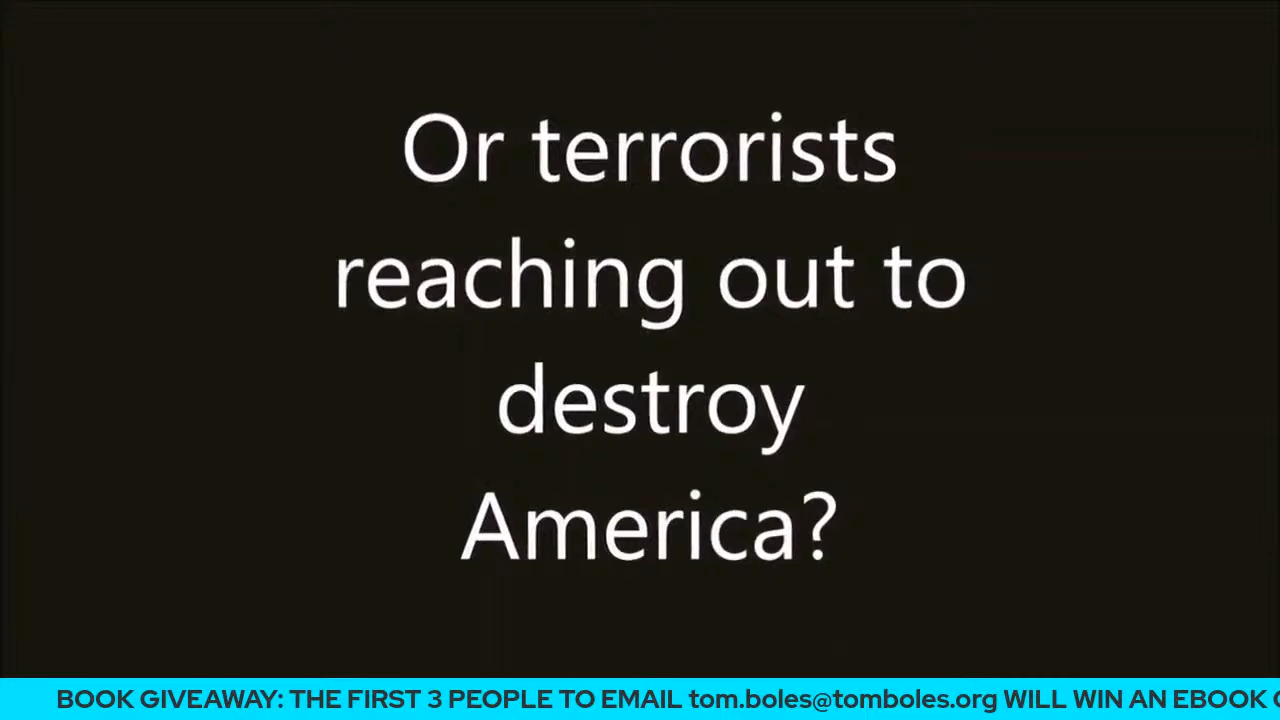 Or terrorists
reaching out to
destroy
America?
BOOK GIVEAWAY: THE FIRST 3 PEOPLE TO EMAIL tom.boles@tomboles.org WILL WIN AN EBOOK